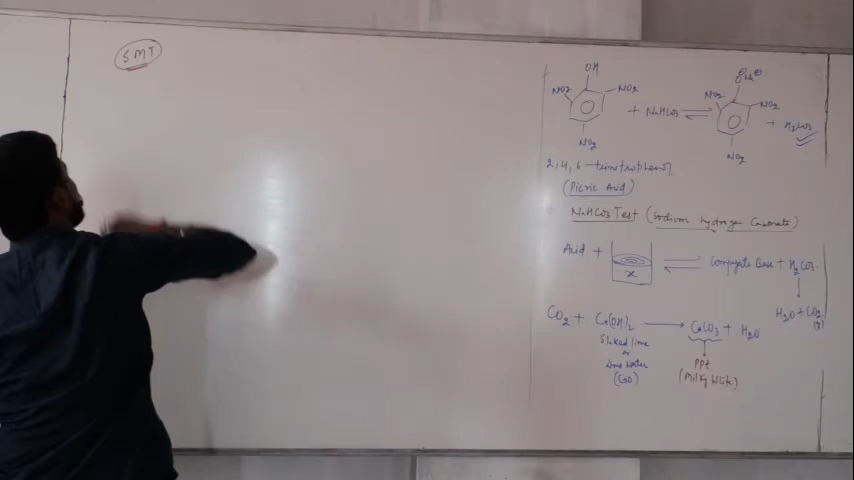 SMT
OH
NO2
NO2
NO2
+ NaHCO3 ⇌
NO2
NO2
NO2
+ H2CO3
2, 4, 6 - trinitrophenol
(Picric Acid)
NaHCO3 Test (Sodium hydrogen Carbonate)
Acid +
x
⇌ Conjugate Base + H2CO3
H2O + CO2
(g)
CO2 + Ca(OH)2 → CaCO3 + H2O
Slaked lime
or
lime water
PPt
(Milky White)